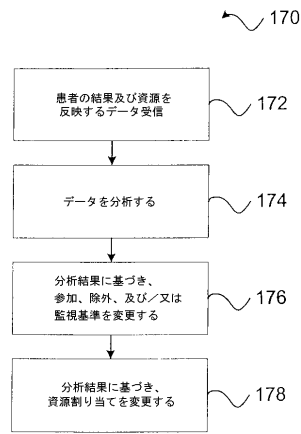 170
患者の結果及び資源を
反映するデータ受信
172
データを分析する
174
分析結果に基づき、
参加、除外、及び／又は
監視基準を変更する
176
分析結果に基づき、
資源割り当てを変更する
178